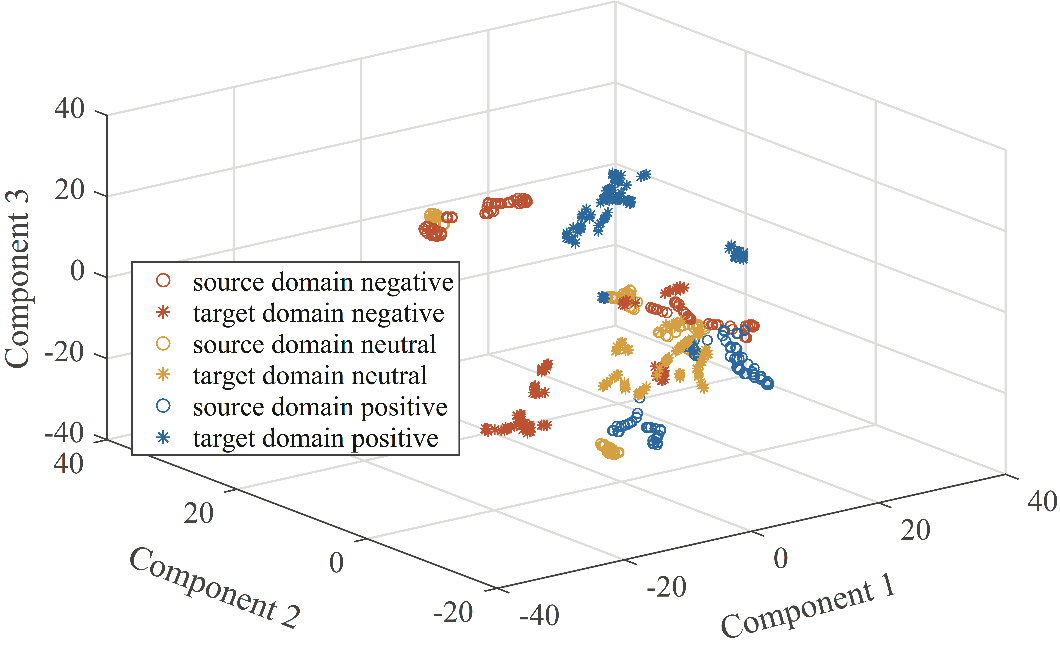 40
20
0
-20
-40
Component 3
source domain negative
target domain negative
source domain neutral
target domain neutral
source domain positive
target domain positive
40
20
0
-20
Component 2
-40
-20
0
20
40
Component 1